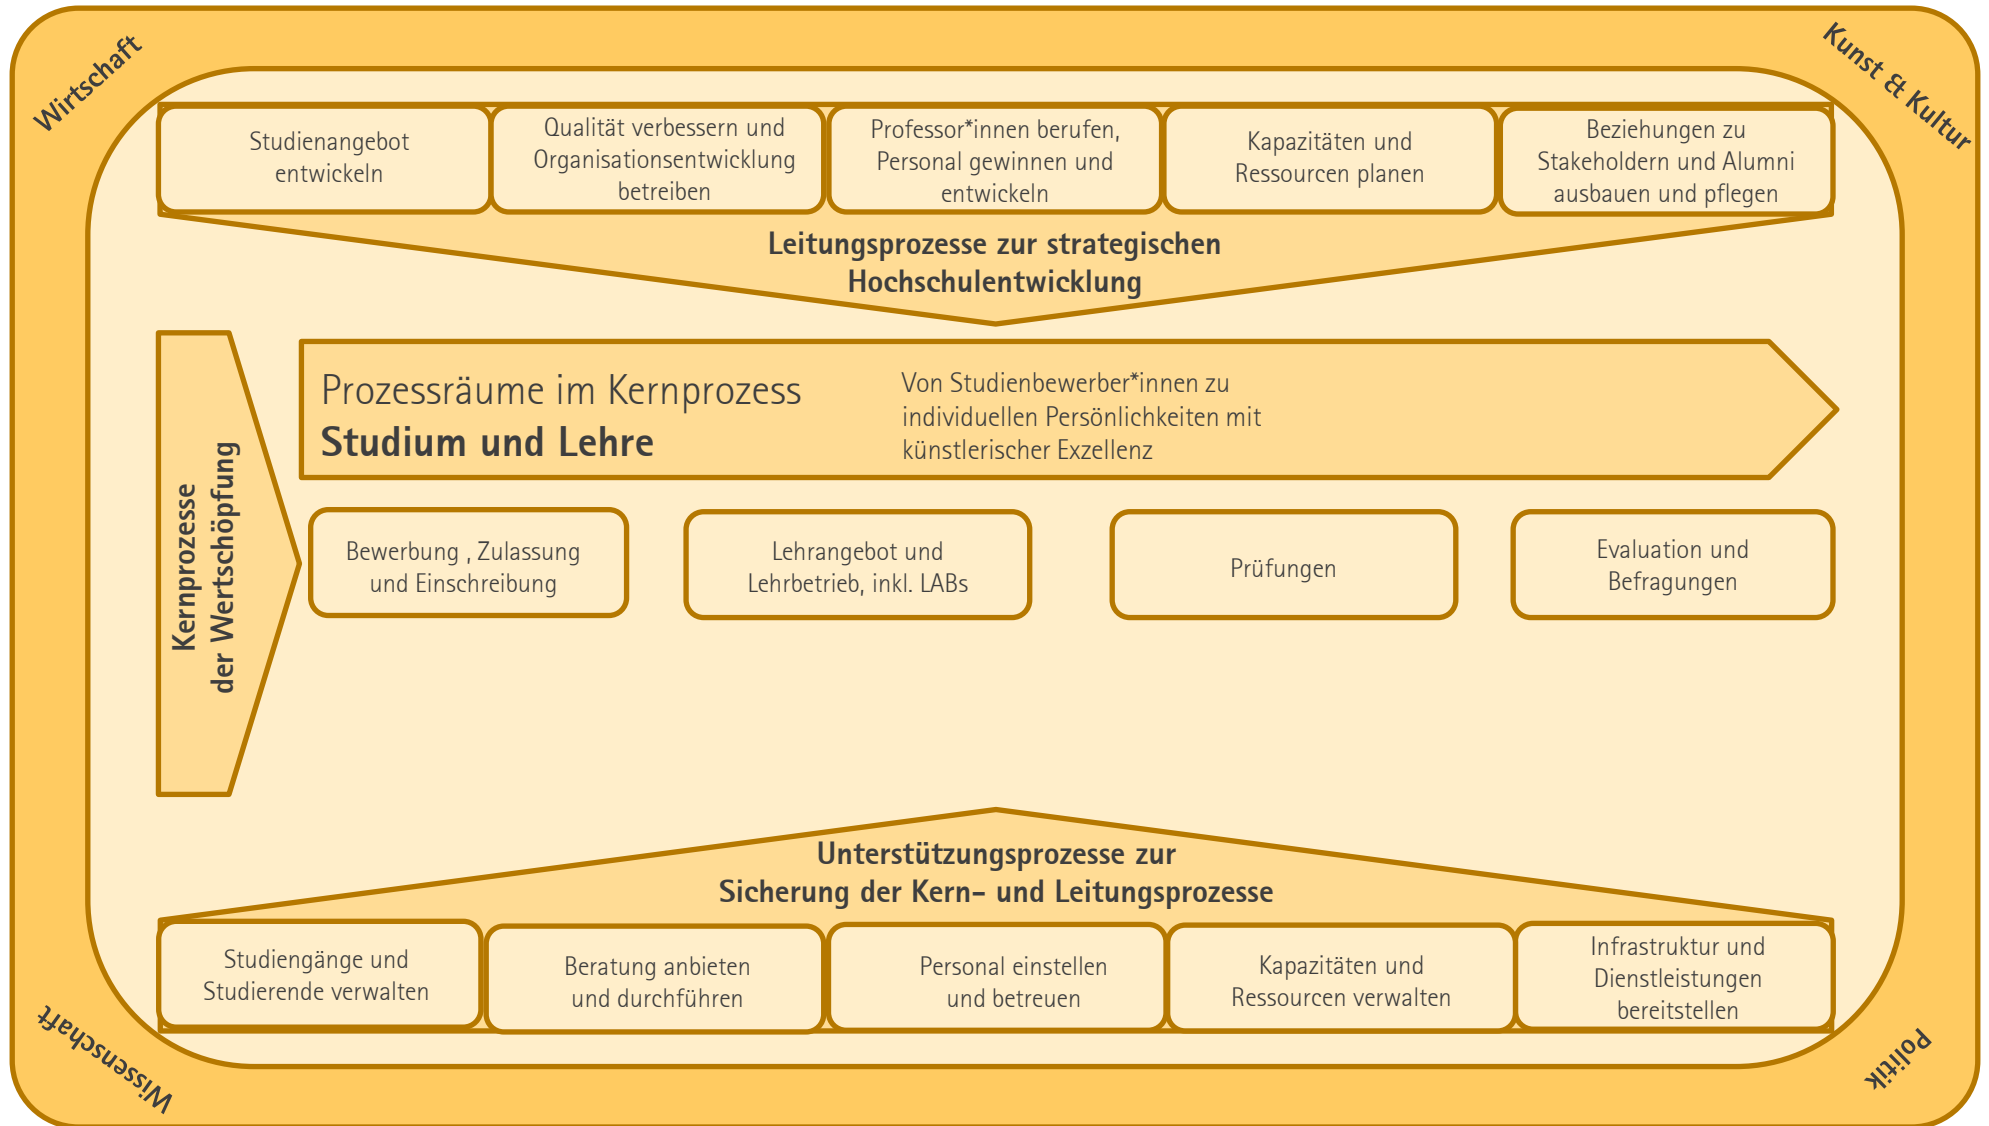 Wirtschaft
Kunst & Kultur
Studienangebot
entwickeln
Qualität verbessern und
Organisationsentwicklung
betreiben
Professor*innen berufen,
Personal gewinnen und
entwickeln
Kapazitäten und
Ressourcen planen
Beziehungen zu
Stakeholdern und Alumni
ausbauen und pflegen
Leitungsprozesse zur strategischen
Hochschulentwicklung
Kernprozesse
der Wertschöpfung
Prozessräume im Kernprozess
Studium und Lehre
Von Studienbewerber*innen zu
individuellen Persönlichkeiten mit
künstlerischer Exzellenz
Bewerbung , Zulassung
und Einschreibung
Lehrangebot und
Lehrbetrieb, inkl. LABs
Prüfungen
Evaluation und
Befragungen
Unterstützungsprozesse zur
Sicherung der Kern- und Leitungsprozesse
Studiengänge und
Studierende verwalten
Beratung anbieten
und durchführen
Personal einstellen
und betreuen
Kapazitäten und
Ressourcen verwalten
Infrastruktur und
Dienstleistungen
bereitstellen
Wissenschaft
Politik